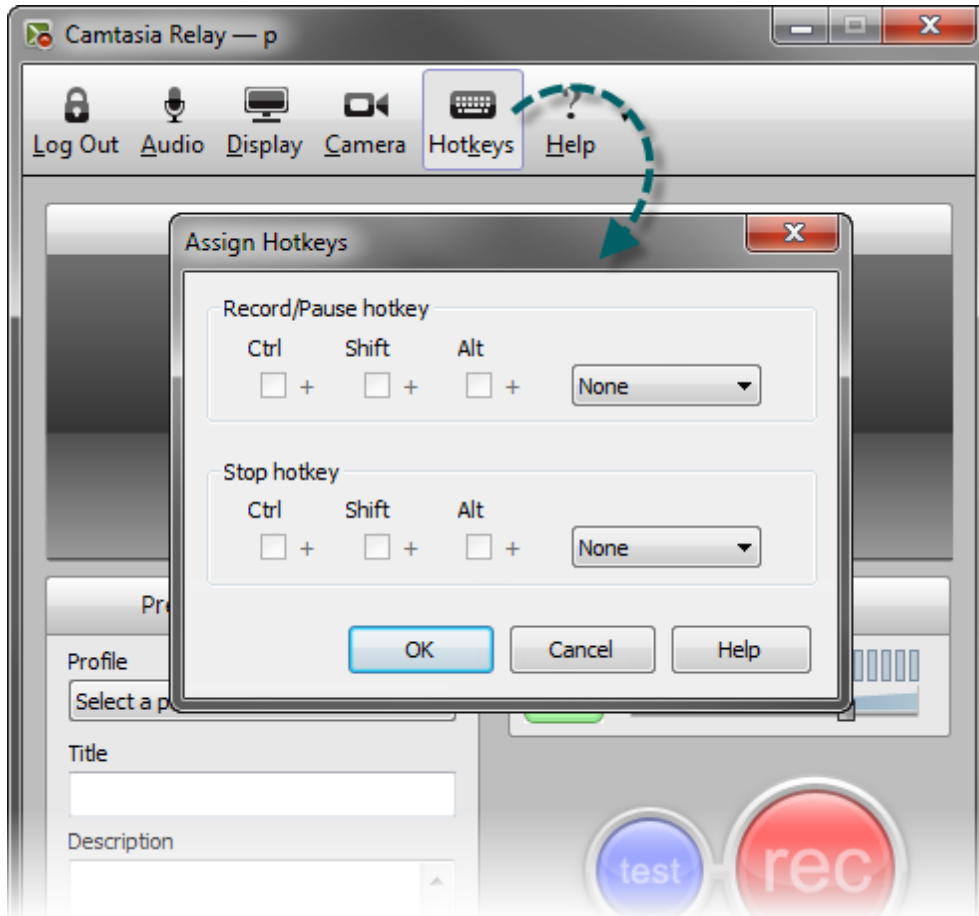 Camtasia Relay — p
Log Out Audio Display Camera Hotkeys Help
Assign Hotkeys
Record/Pause hotkey
Ctrl Shift Alt
+ + + None
Stop hotkey
Ctrl Shift Alt
+ + + None
OK Cancel Help
Profile
Select a
Title
Description
test rec